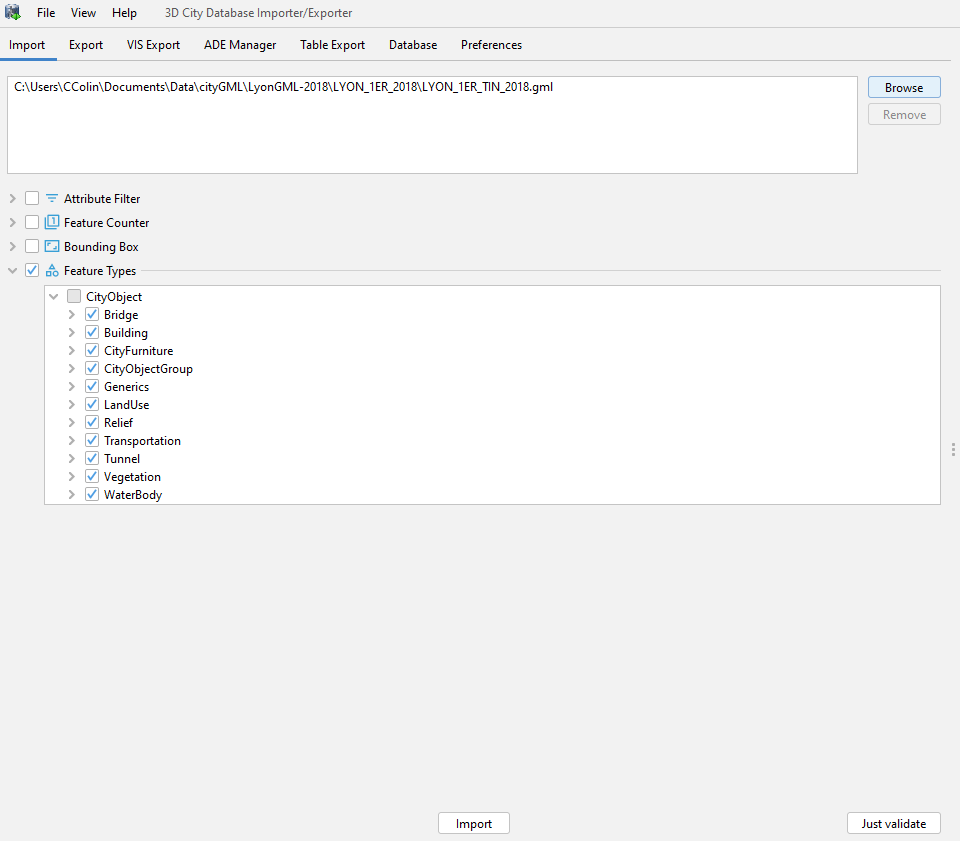 File View Help 3D City Database Importer/Exporter
Import Export VIS Export ADE Manager Table Export Database Preferences
C:\Users\CColin\Documents\Data\cityGML\LyonGML-2018\LYON_1ER_2018\LYON_1ER_TIN_2018.gml
Browse
Remove
Attribute Filter
1 Feature Counter
Bounding Box
Feature Types
CityObject
Bridge
Building
CityFurniture
CityObjectGroup
Generics
LandUse
Relief
Transportation
Tunnel
Vegetation
WaterBody
Import Just validate